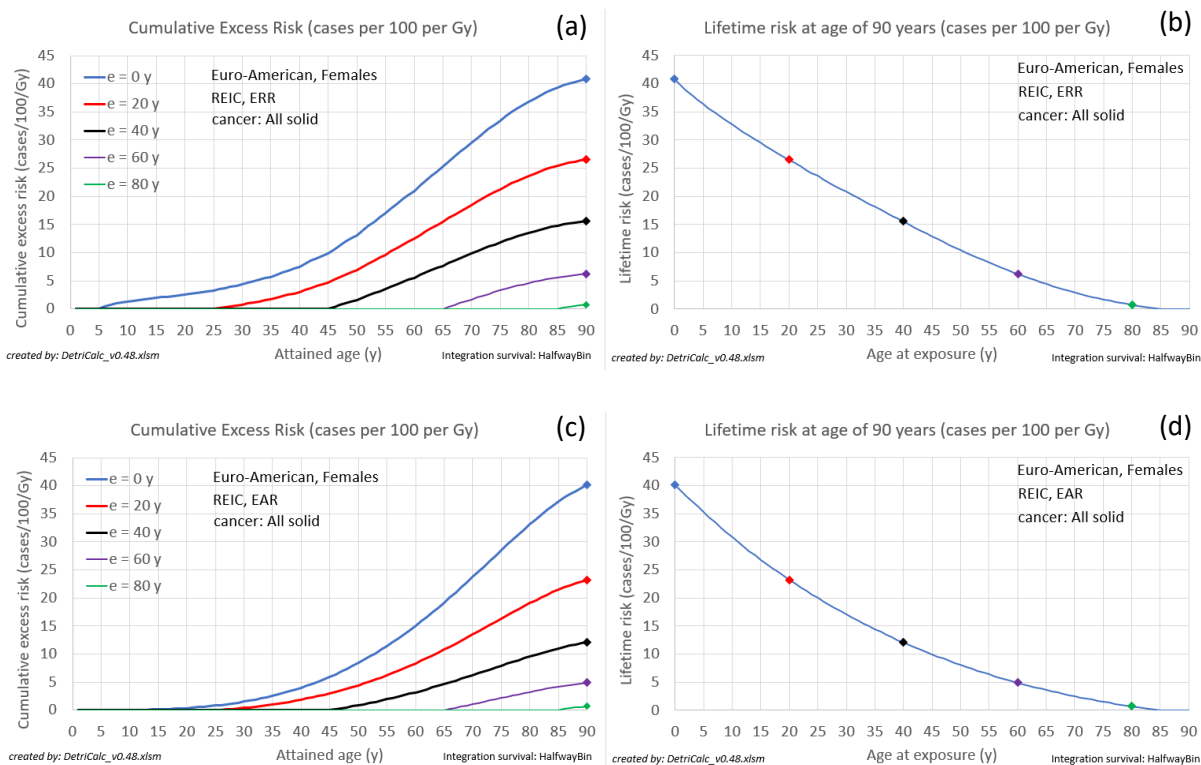 Cumulative Excess Risk (cases per 100 per Gy)
(a)
Cumulative excess risk (cases/100/Gy)
45
40
35
30
25
20
15
10
5
0
e = 0 y
e = 20 y
e = 40 y
e = 60 y
e = 80 y
Euro-American, Females
REIC, ERR
cancer: All solid
0 5 10 15 20 25 30 35 40 45 50 55 60 65 70 75 80 85 90
created by: DetriCalc_v0.48.xlsm
Attained age (y)
Integration survival: HalfwayBin
Lifetime risk at age of 90 years (cases per 100 per Gy)
(b)
Lifetime risk (cases/100/Gy)
45
40
35
30
25
20
15
10
5
0
Euro-American, Females
REIC, ERR
cancer: All solid
0 5 10 15 20 25 30 35 40 45 50 55 60 65 70 75 80 85 90
created by: DetriCalc_v0.48.xlsm
Age at exposure (y)
Integration survival: HalfwayBin
Cumulative Excess Risk (cases per 100 per Gy)
(c)
Cumulative excess risk (cases/100/Gy)
45
40
35
30
25
20
15
10
5
0
e = 0 y
e = 20 y
e = 40 y
e = 60 y
e = 80 y
Euro-American, Females
REIC, EAR
cancer: All solid
0 5 10 15 20 25 30 35 40 45 50 55 60 65 70 75 80 85 90
created by: DetriCalc_v0.48.xlsm
Attained age (y)
Integration survival: HalfwayBin
Lifetime risk at age of 90 years (cases per 100 per Gy)
(d)
Lifetime risk (cases/100/Gy)
45
40
35
30
25
20
15
10
5
0
Euro-American, Females
REIC, EAR
cancer: All solid
0 5 10 15 20 25 30 35 40 45 50 55 60 65 70 75 80 85 90
created by: DetriCalc_v0.48.xlsm
Age at exposure (y)
Integration survival: HalfwayBin